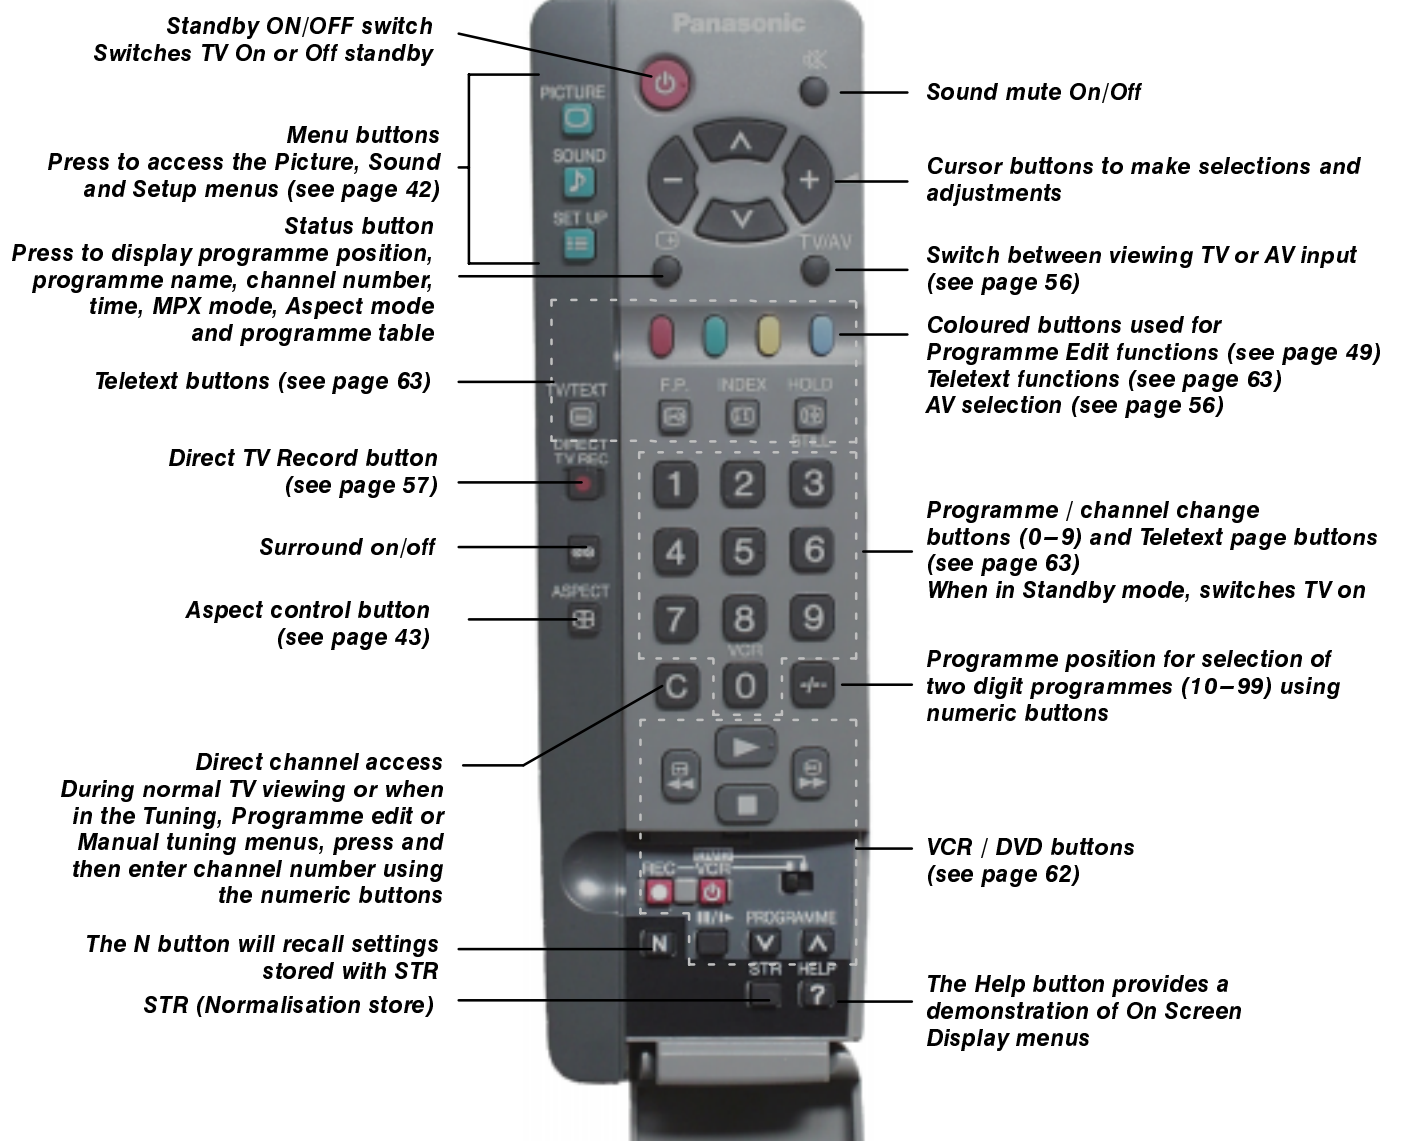 Standby ON/OFF switch
Switches TV On or Off standby
Menu buttons
Press to access the Picture, Sound
and Setup menus (see page 42)
Status button
Press to display programme position,
programme name, channel number,
time, MPX mode, Aspect mode
and programme table
Teletext buttons (see page 63)
Direct TV Record button
(see page 57)
Surround on/off
Aspect control button
(see page 43)
Direct channel access
During normal TV viewing or when
in the Tuning, Programme edit or
Manual tuning menus, press and
then enter channel number using
the numeric buttons
The N button will recall settings
stored with STR
STR (Normalisation store)
Panasonic
PICTURE
SOUND
SET UP
TV/AV
TV/TEXT
F.P.
INDEX
HOLD
DIRECT
TV REC
STILL
1 2 3
4 5 6
ASPECT
7 8 9
VCR
C 0 -/--
REC VCR
PROGRAMME
N
STR HELP
?
Sound mute On/Off
Cursor buttons to make selections and
adjustments
Switch between viewing TV or AV input
(see page 56)
Coloured buttons used for
Programme Edit functions (see page 49)
Teletext functions (see page 63)
AV selection (see page 56)
Programme / channel change
buttons (0–9) and Teletext page buttons
(see page 63)
When in Standby mode, switches TV on
Programme position for selection of
two digit programmes (10–99) using
numeric buttons
VCR / DVD buttons
(see page 62)
The Help button provides a
demonstration of On Screen
Display menus